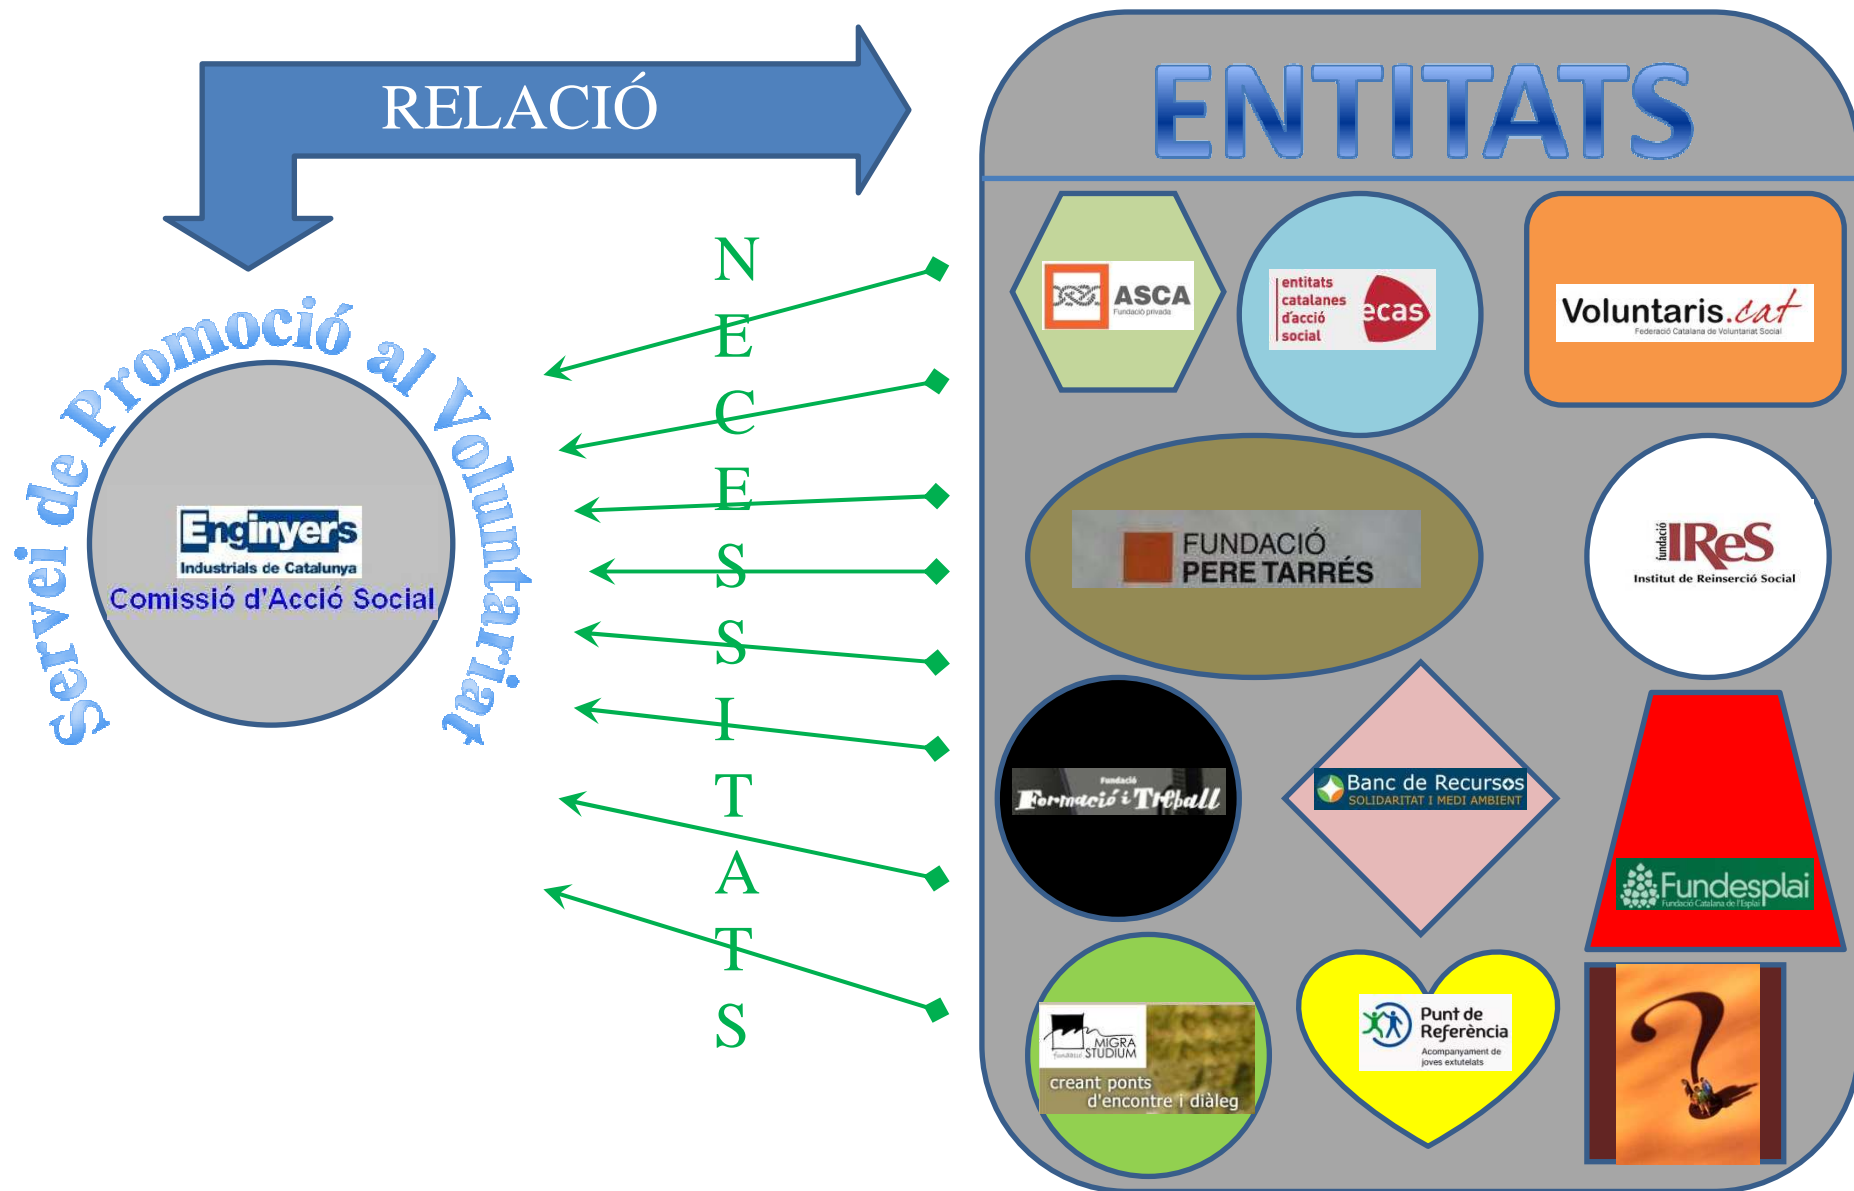 RELACIÓ
ENTITATS
Servei de Promoció al Voluntariat
Enginyers
Industrials de Catalunya
Comissió d'Acció Social
N
E
C
E
S
S
I
T
A
T
S
ASCA
Fundació privada
entitats
catalanes
d'acció
social
ecas
Voluntaris.cat
Federació Catalana de Voluntariat Social
FUNDACIÓ
PERE TARRÉS
fundació
IReS
Institut de Reinserció Social
Fundació
Formació i Treball
Banc de Recursos
SOLIDARITAT I MEDI AMBIENT
Fundesplai
Fundació Catalana de l'Esplai
MIGRA
fundació STUDIUM
creant ponts
d'encontre i diàleg
Punt de
Referència
Acompanyament de
joves extutelats
?